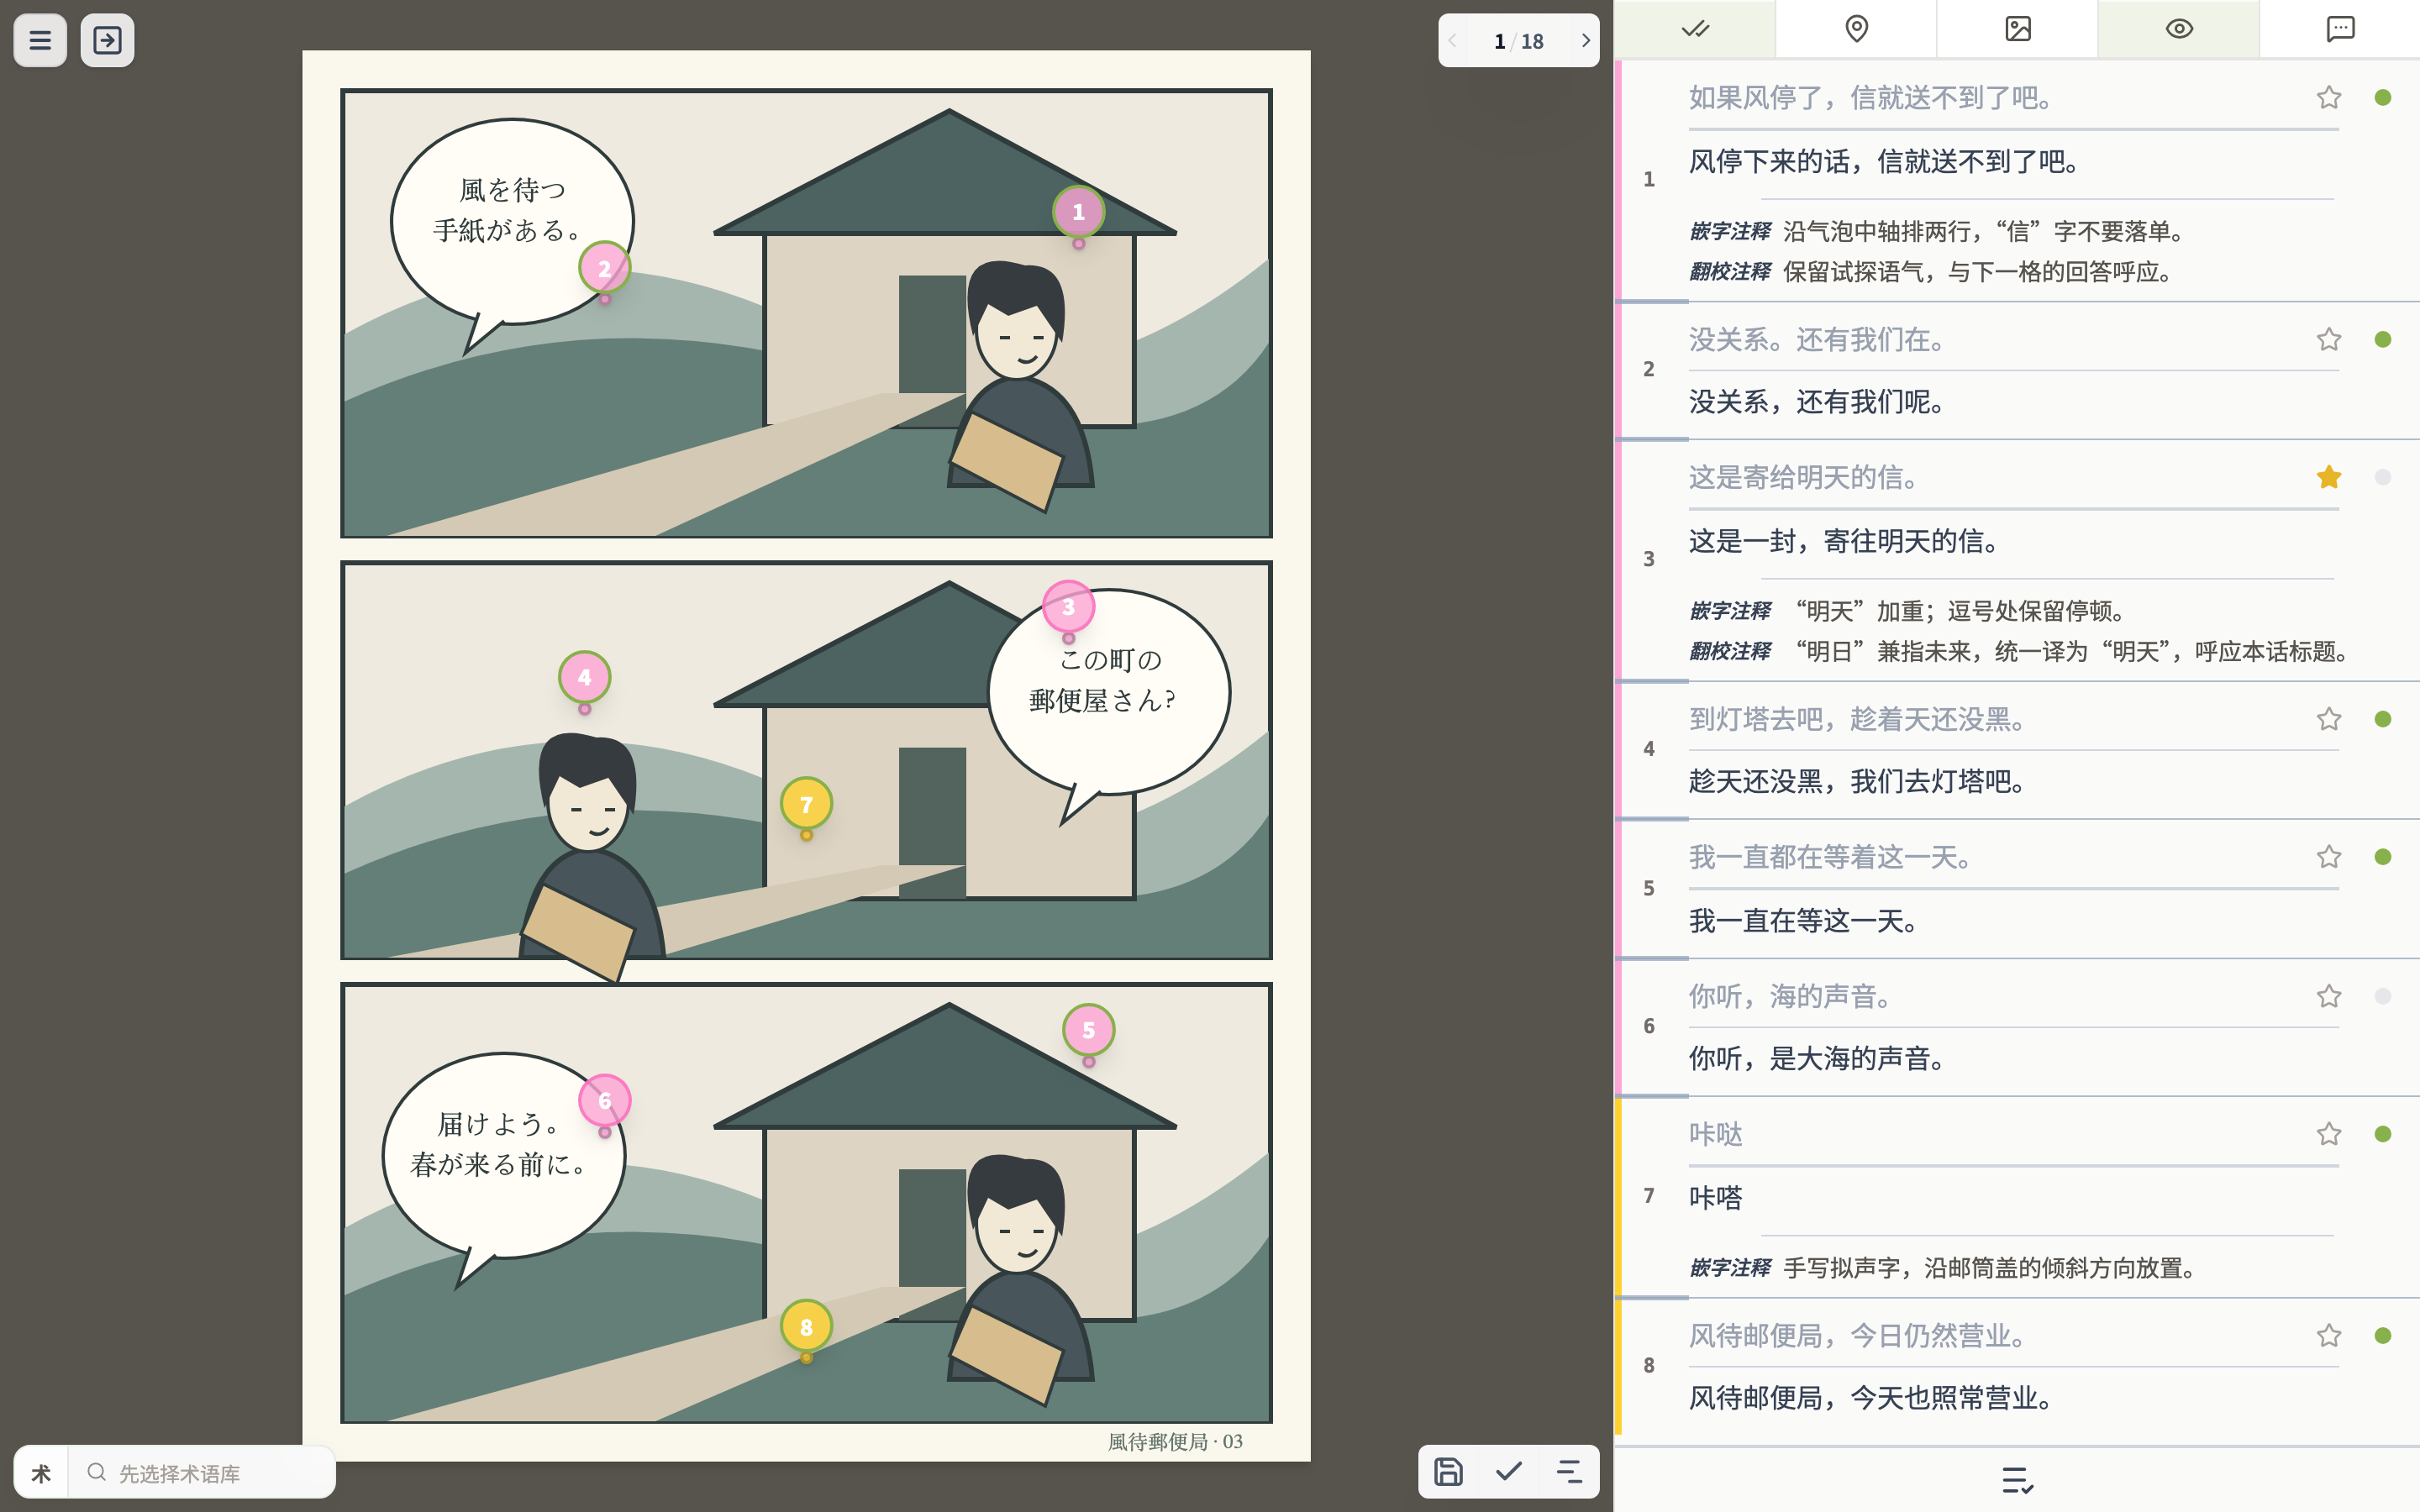 1 / 18
風を待つ
手紙がある。
1
2
この町の
郵便屋さん?
3
4
7
届けよう。
春が来る前に。
5
6
8
風待郵便局 · 03
术 先选择术语库
1
如果风停了，信就送不到了吧。
风停下来的话，信就送不到了吧。
嵌字注释 沿气泡中轴排两行，“信”字不要落单。
翻校注释 保留试探语气，与下一格的回答呼应。
2
没关系。还有我们在。
没关系，还有我们呢。
3
这是寄给明天的信。
这是一封，寄往明天的信。
嵌字注释 “明天”加重；逗号处保留停顿。
翻校注释 “明日”兼指未来，统一译为“明天”，呼应本话标题。
4
到灯塔去吧，趁着天还没黑。
趁天还没黑，我们去灯塔吧。
5
我一直都在等着这一天。
我一直在等这一天。
6
你听，海的声音。
你听，是大海的声音。
7
咔哒
咔嗒
嵌字注释 手写拟声字，沿邮筒盖的倾斜方向放置。
8
风待邮便局，今日仍然营业。
风待邮便局，今天也照常营业。